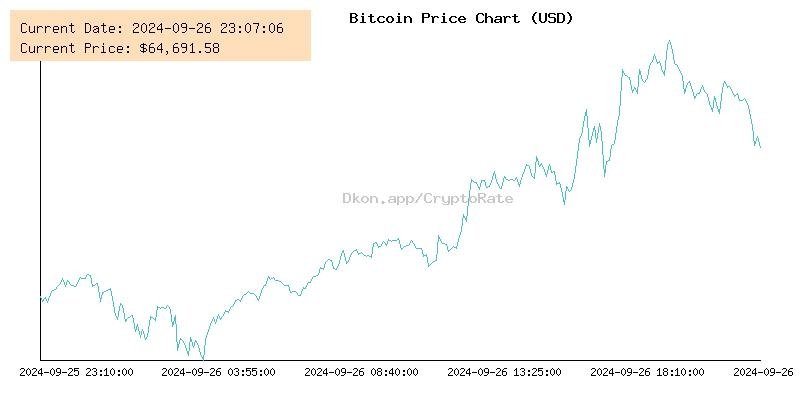 Bitcoin Price Chart (USD)
Current Date: 2024-09-26 23:07:06
Current Price: $64,691.58
Dkon.app/CryptoRate
2024-09-25 23:10:00 2024-09-26 03:55:00 2024-09-26 08:40:00 2024-09-26 13:25:00 2024-09-26 18:10:00 2024-09-26